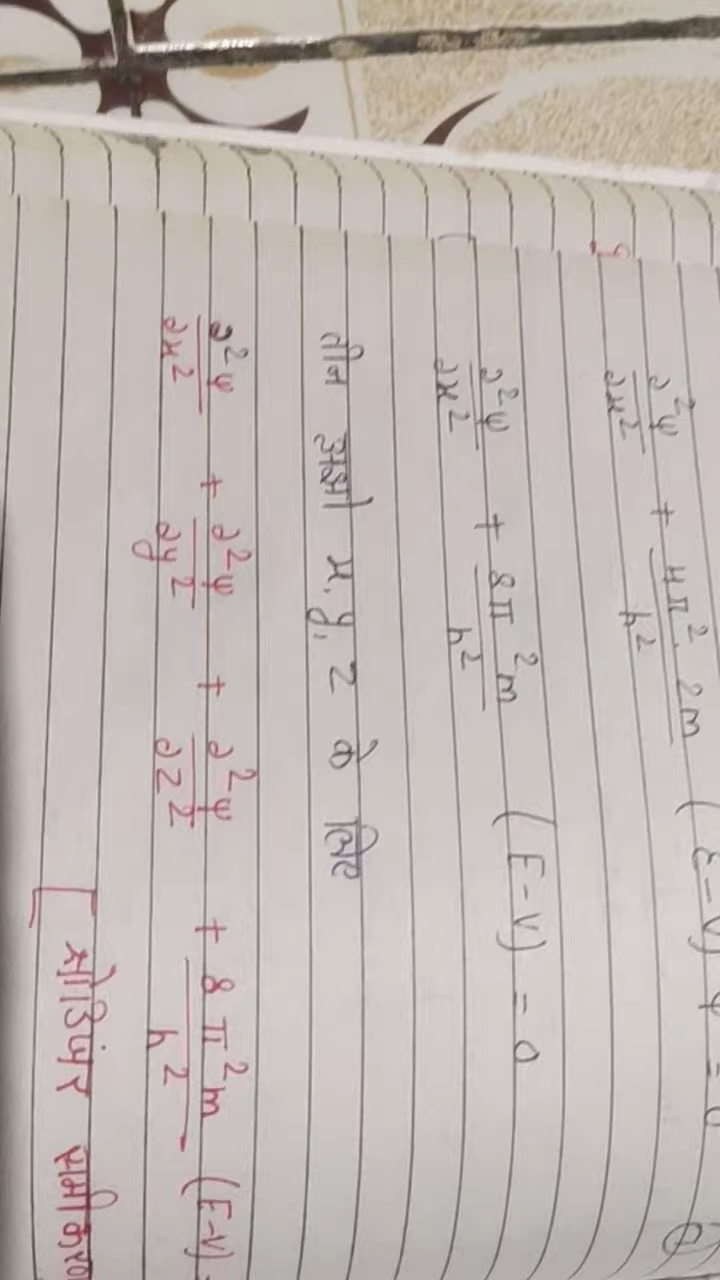 ∂²ψ/∂x² + 4π².2m/h² (E-V)ψ = 0
∂²ψ/∂x² + 8π²m/h² (E-V) = 0
तीन अक्षो x, y, z के लिए
∂²ψ/∂x² + ∂²ψ/∂y² + ∂²ψ/∂z² + 8π²m/h² (E-V)
[श्रोडिंपर समीकरण